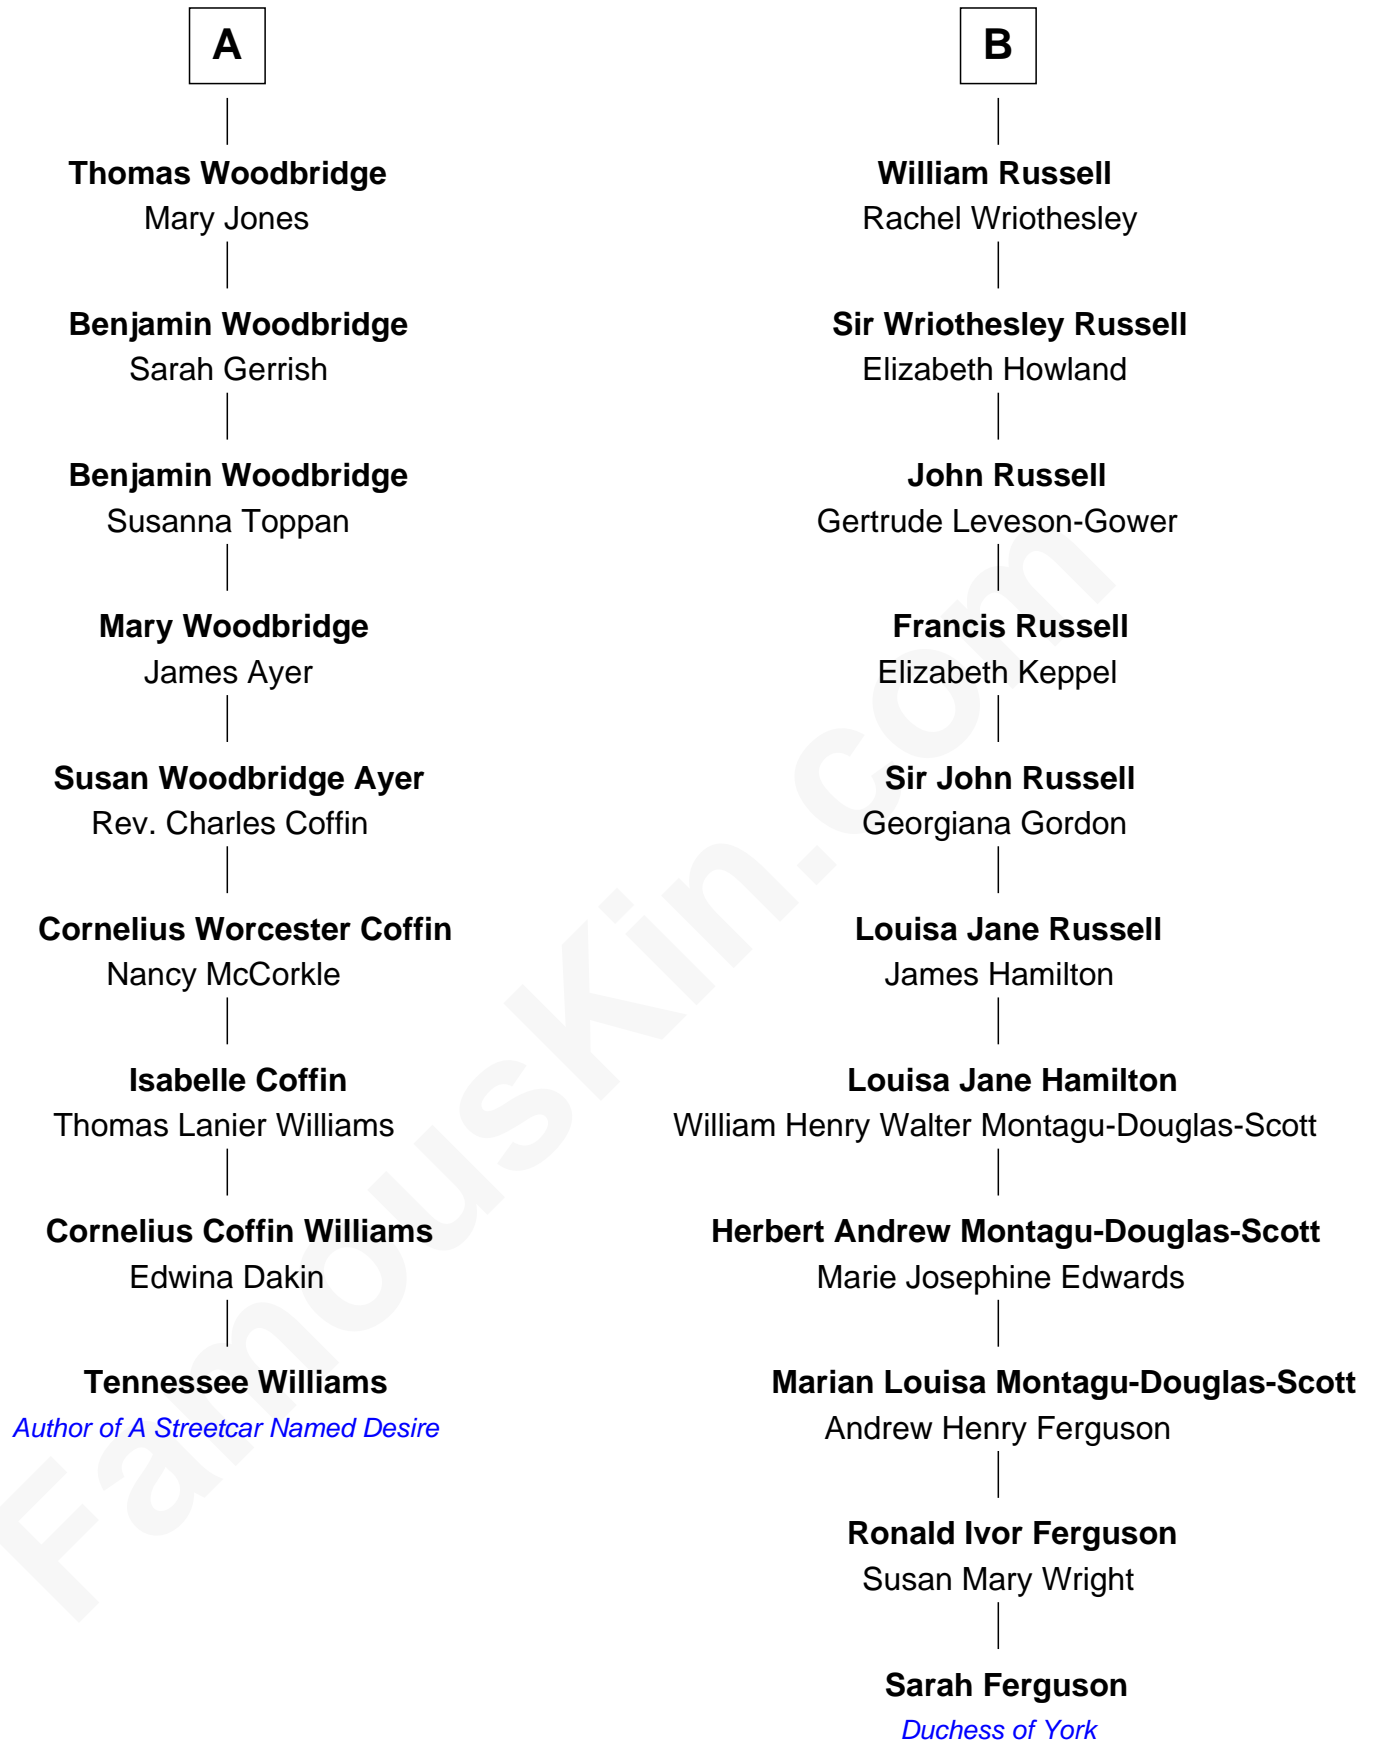 A
Thomas Woodbridge
Mary Jones
Benjamin Woodbridge
Sarah Gerrish
Benjamin Woodbridge
Susanna Toppan
Mary Woodbridge
James Ayer
Susan Woodbridge Ayer
Rev. Charles Coffin
Cornelius Worcester Coffin
Nancy McCorkle
Isabelle Coffin
Thomas Lanier Williams
Cornelius Coffin Williams
Edwina Dakin
Tennessee Williams
Author of A Streetcar Named Desire
B
William Russell
Rachel Wriothesley
Sir Wriothesley Russell
Elizabeth Howland
John Russell
Gertrude Leveson-Gower
Francis Russell
Elizabeth Keppel
Sir John Russell
Georgiana Gordon
Louisa Jane Russell
James Hamilton
Louisa Jane Hamilton
William Henry Walter Montagu-Douglas-Scott
Herbert Andrew Montagu-Douglas-Scott
Marie Josephine Edwards
Marian Louisa Montagu-Douglas-Scott
Andrew Henry Ferguson
Ronald Ivor Ferguson
Susan Mary Wright
Sarah Ferguson
Duchess of York
FamousKin.com